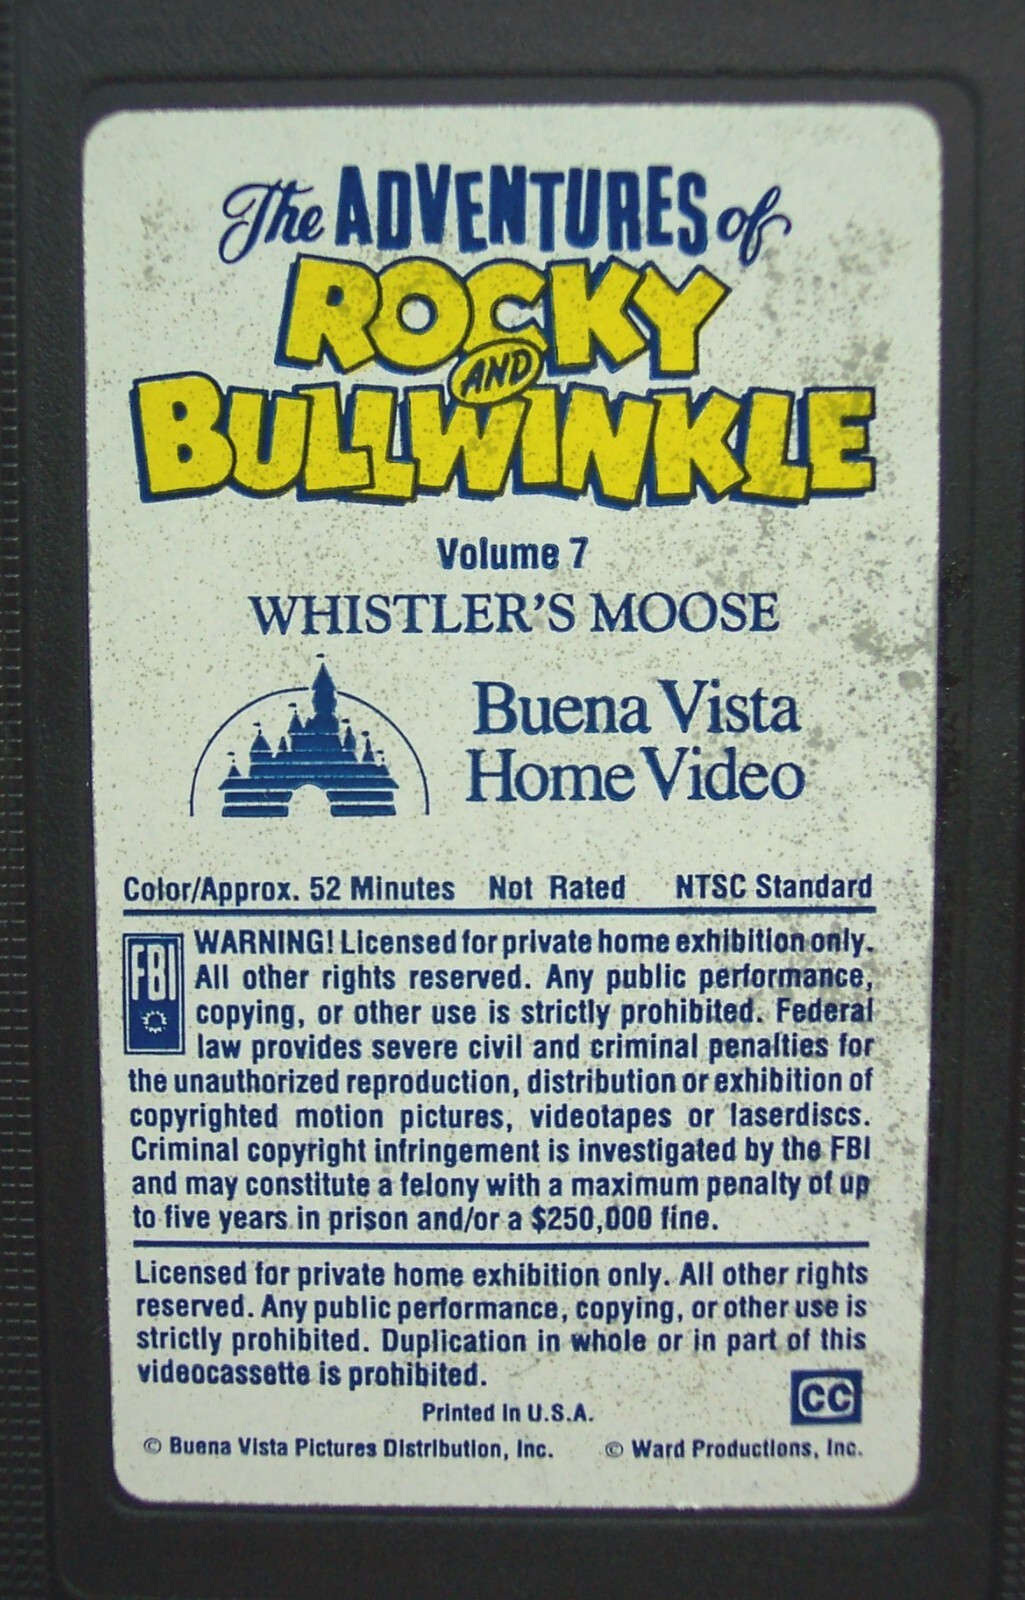 The ADVENTURES of
ROCKY
AND
BULLWINKLE
Volume 7
WHISTLER'S MOOSE
Buena Vista
Home Video
Color/Approx. 52 Minutes Not Rated NTSC Standard
FBI
WARNING! Licensed for private home exhibition only.
All other rights reserved. Any public performance,
copying, or other use is strictly prohibited. Federal
law provides severe civil and criminal penalties for
the unauthorized reproduction, distribution or exhibition of
copyrighted motion pictures, videotapes or laserdiscs.
Criminal copyright infringement is investigated by the FBI
and may constitute a felony with a maximum penalty of up
to five years in prison and/or a $250,000 fine.
Licensed for private home exhibition only. All other rights
reserved. Any public performance, copying, or other use is
strictly prohibited. Duplication in whole or in part of this
videocassette is prohibited.
CC
Printed in U.S.A.
© Buena Vista Pictures Distribution, Inc. © Ward Productions, Inc.